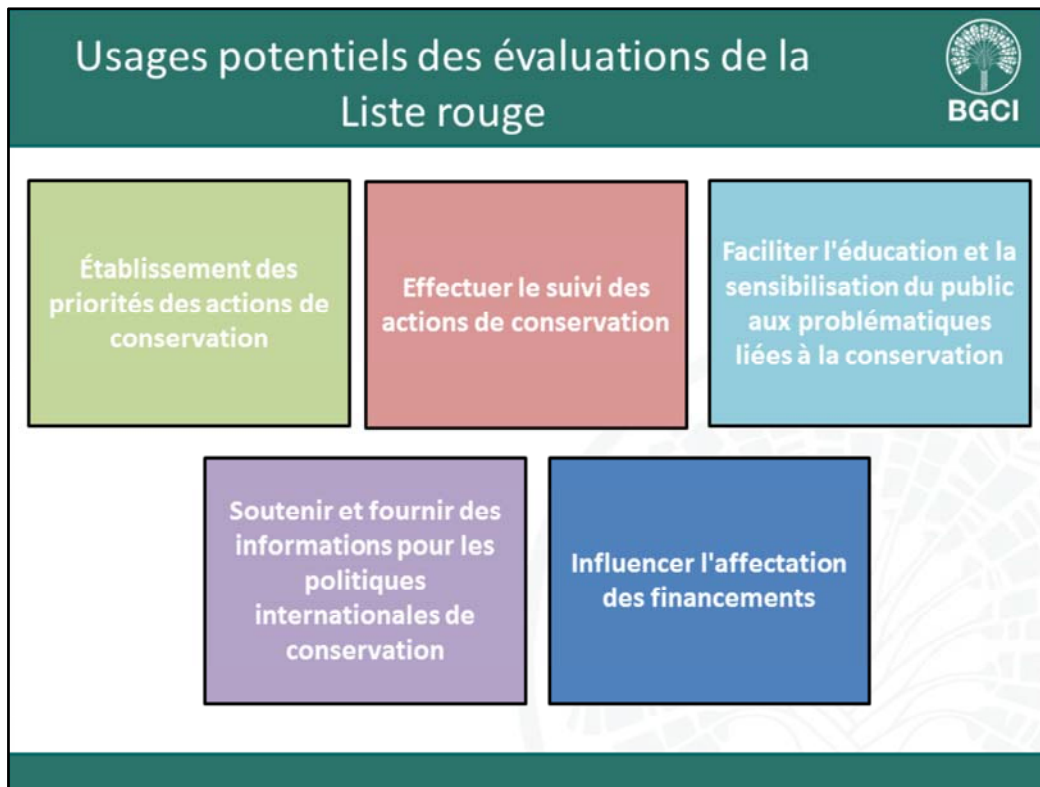 Usages potentiels des évaluations de la
Liste rouge
BGCI
Établissement des
priorités des actions de
conservation
Effectuer le suivi des
actions de conservation
Faciliter l'éducation et la
sensibilisation du public
aux problématiques
liées à la conservation
Soutenir et fournir des
informations pour les
politiques
internationales de
conservation
Influencer l'affectation
des financements